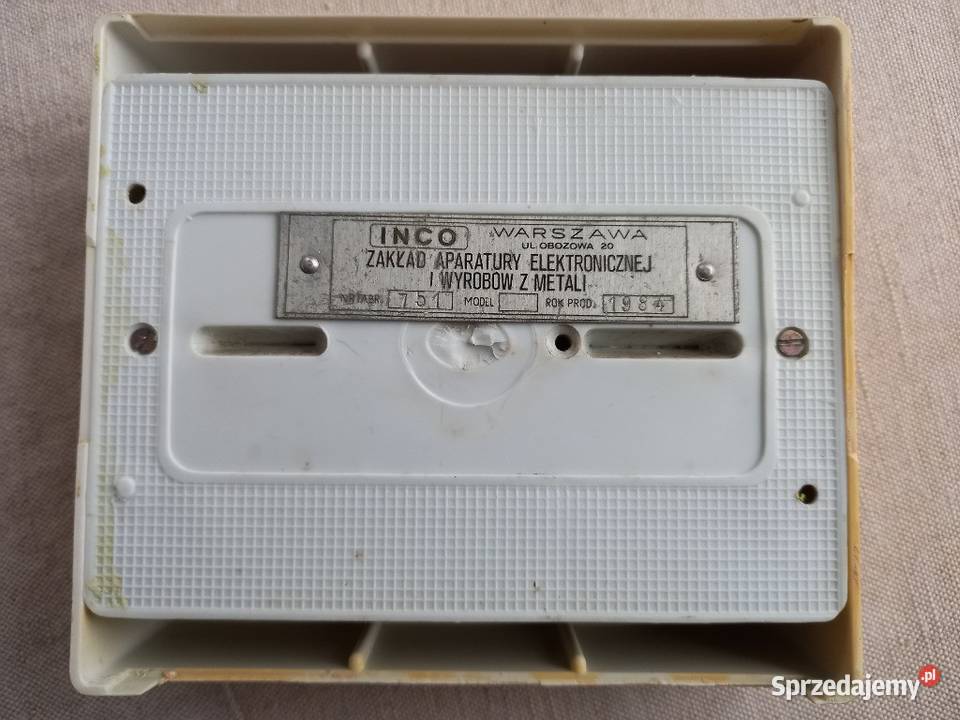 INCO WARSZAWA
UL. OBOZOWA 20
ZAKŁAD APARATURY ELEKTRONICZNEJ
I WYROBÓW Z METALI
NR FABR. 751 MODEL ROK PROD. 1984
Sprzedajemy.pl